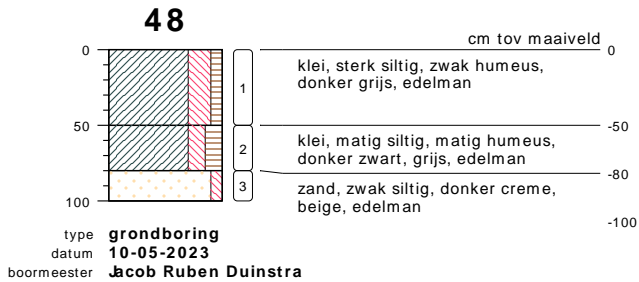 48
cm tov maaiveld
0
0
klei, sterk siltig, zwak humeus,
donker grijs, edelman
1
50
-50
klei, matig siltig, matig humeus,
donker zwart, grijs, edelman
2
-80
zand, zwak siltig, donker creme,
beige, edelman
3
100
-100
type grondboring
datum 10-05-2023
boormeester Jacob Ruben Duinstra